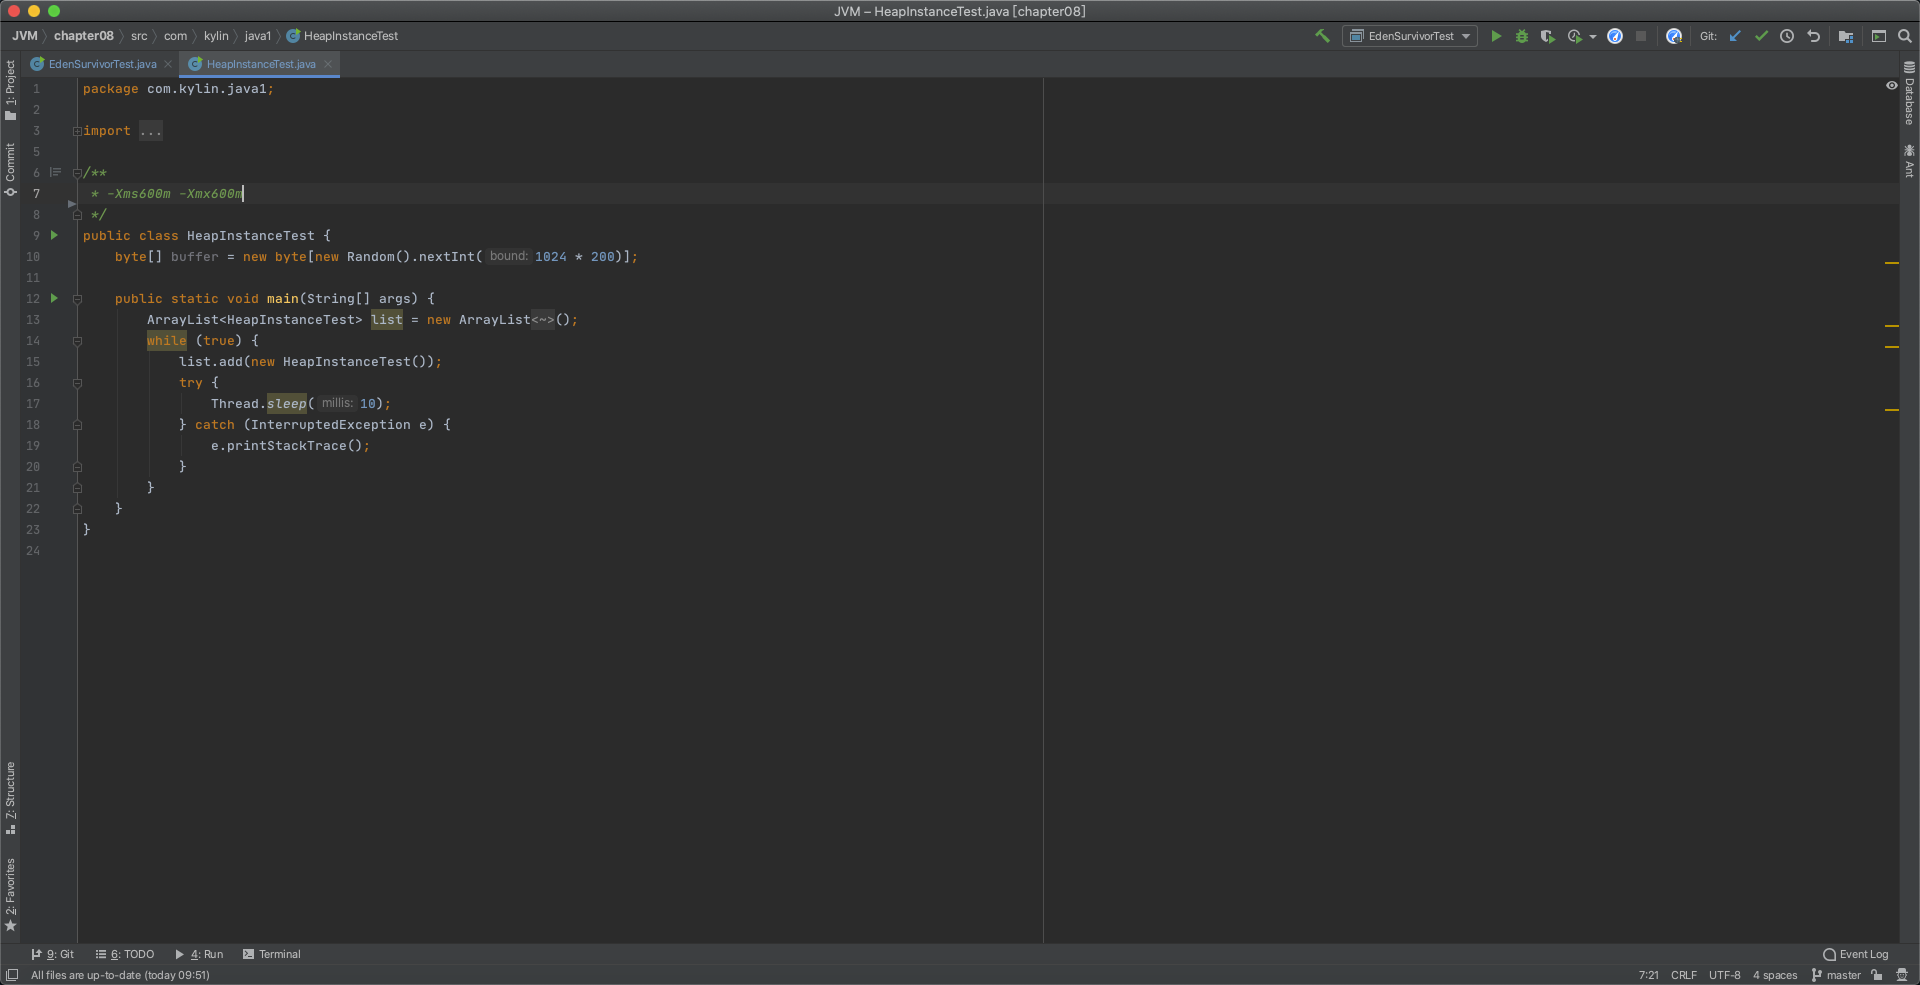 JVM – HeapInstanceTest.java [chapter08]
JVM chapter08 src com kylin java1 HeapInstanceTest
EdenSurvivorTest
Git:
EdenSurvivorTest.java HeapInstanceTest.java
1: Project
Commit
Z: Structure
2: Favorites
1 package com.kylin.java1;
2
3 import ...
5
6 /**
7 * -Xms600m -Xmx600m
8 */
9 public class HeapInstanceTest {
10 byte[] buffer = new byte[new Random().nextInt( bound: 1024 * 200)];
11
12 public static void main(String[] args) {
13 ArrayList<HeapInstanceTest> list = new ArrayList<~>();
14 while (true) {
15 list.add(new HeapInstanceTest());
16 try {
17 Thread.sleep( millis: 10);
18 } catch (InterruptedException e) {
19 e.printStackTrace();
20 }
21 }
22 }
23 }
24
Database
Ant
9: Git 6: TODO 4: Run Terminal Event Log
All files are up-to-date (today 09:51) 7:21 CRLF UTF-8 4 spaces master